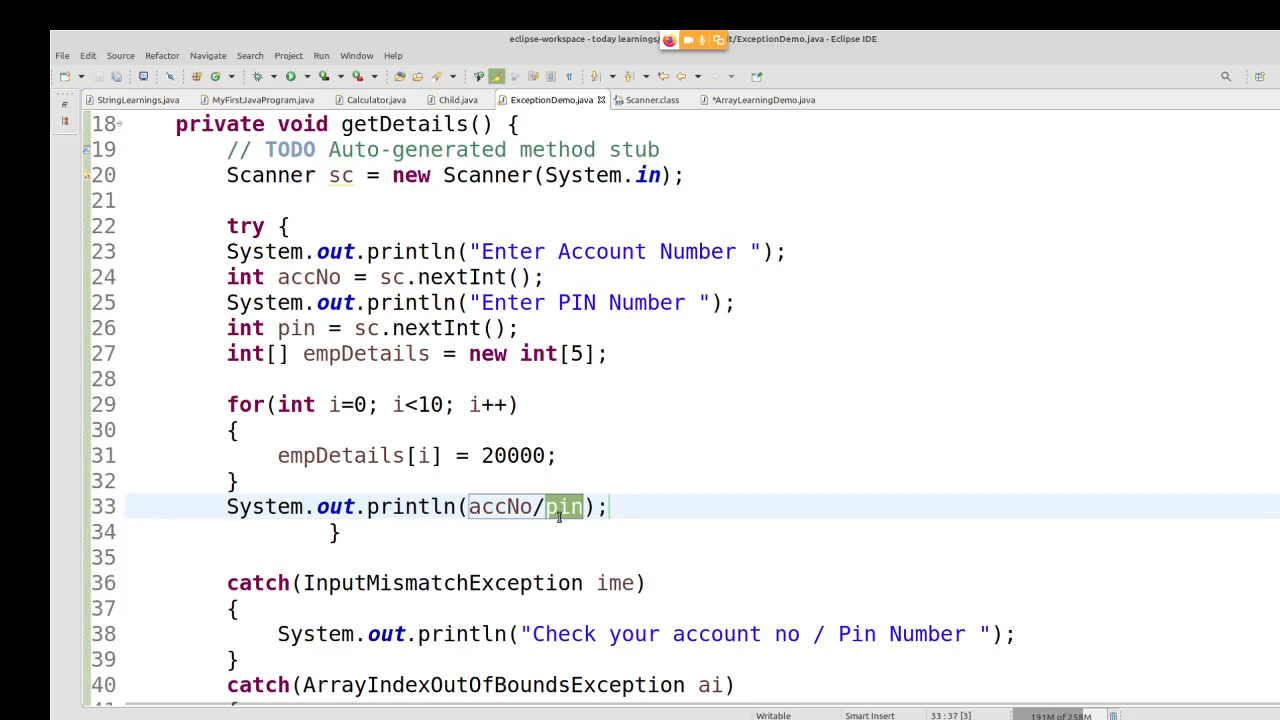 eclipse-workspace - today learnings/ t/ExceptionDemo.java - Eclipse IDE
File Edit Source Refactor Navigate Search Project Run Window Help
StringLearnings.java MyFirstJavaProgram.java Calculator.java Child.java ExceptionDemo.java Scanner.class *ArrayLearningDemo.java
18 private void getDetails() {
19 // TODO Auto-generated method stub
20 Scanner sc = new Scanner(System.in);
21
22 try {
23 System.out.println("Enter Account Number ");
24 int accNo = sc.nextInt();
25 System.out.println("Enter PIN Number ");
26 int pin = sc.nextInt();
27 int[] empDetails = new int[5];
28
29 for(int i=0; i<10; i++)
30 {
31 empDetails[i] = 20000;
32 }
33 System.out.println(accNo/pin);
34 }
35
36 catch(InputMismatchException ime)
37 {
38 System.out.println("Check your account no / Pin Number ");
39 }
40 catch(ArrayIndexOutOfBoundsException ai)
Writable Smart Insert 33 : 37 [3] 191M of 258M